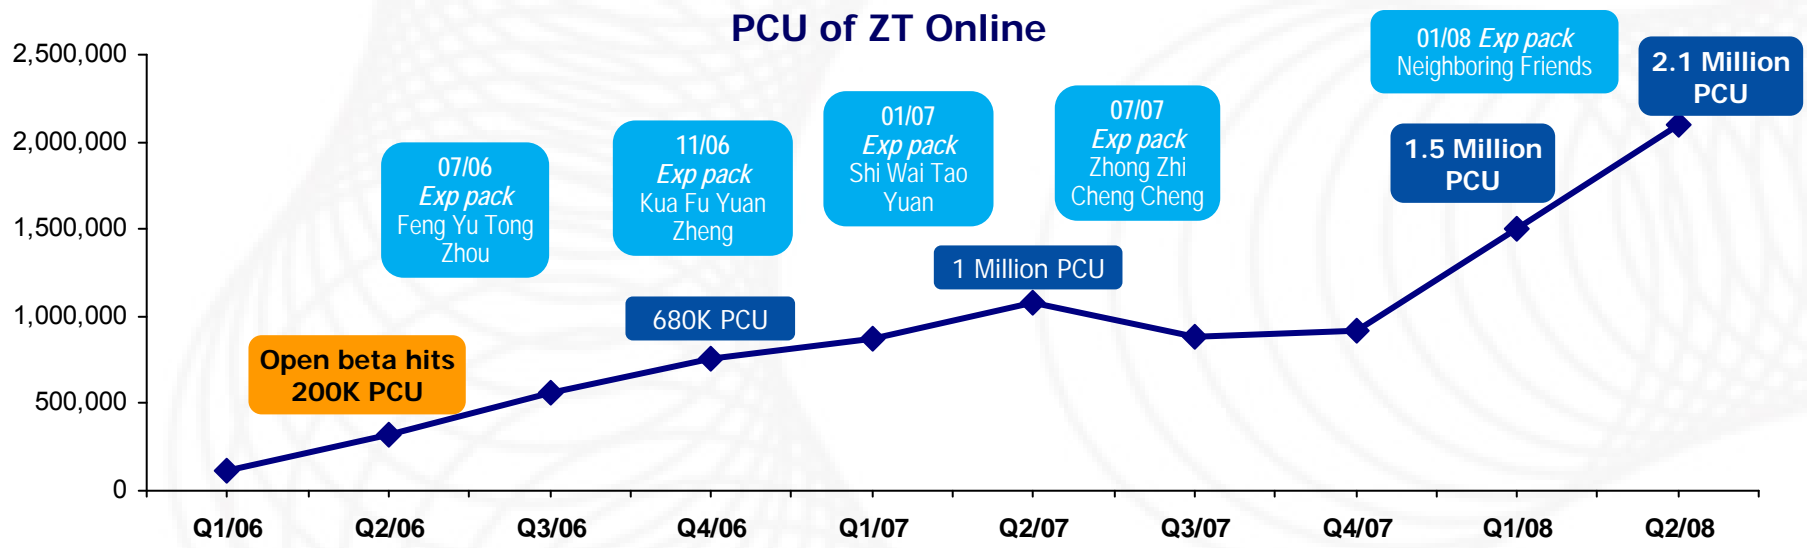 PCU of ZT Online
2,500,000
2,000,000
1,500,000
1,000,000
500,000
0
Open beta hits
200K PCU
07/06
Exp pack
Feng Yu Tong
Zhou
11/06
Exp pack
Kua Fu Yuan
Zheng
680K PCU
01/07
Exp pack
Shi Wai Tao
Yuan
1 Million PCU
07/07
Exp pack
Zhong Zhi
Cheng Cheng
01/08 Exp pack
Neighboring Friends
1.5 Million
PCU
2.1 Million
PCU
Q1/06
Q2/06
Q3/06
Q4/06
Q1/07
Q2/07
Q3/07
Q4/07
Q1/08
Q2/08